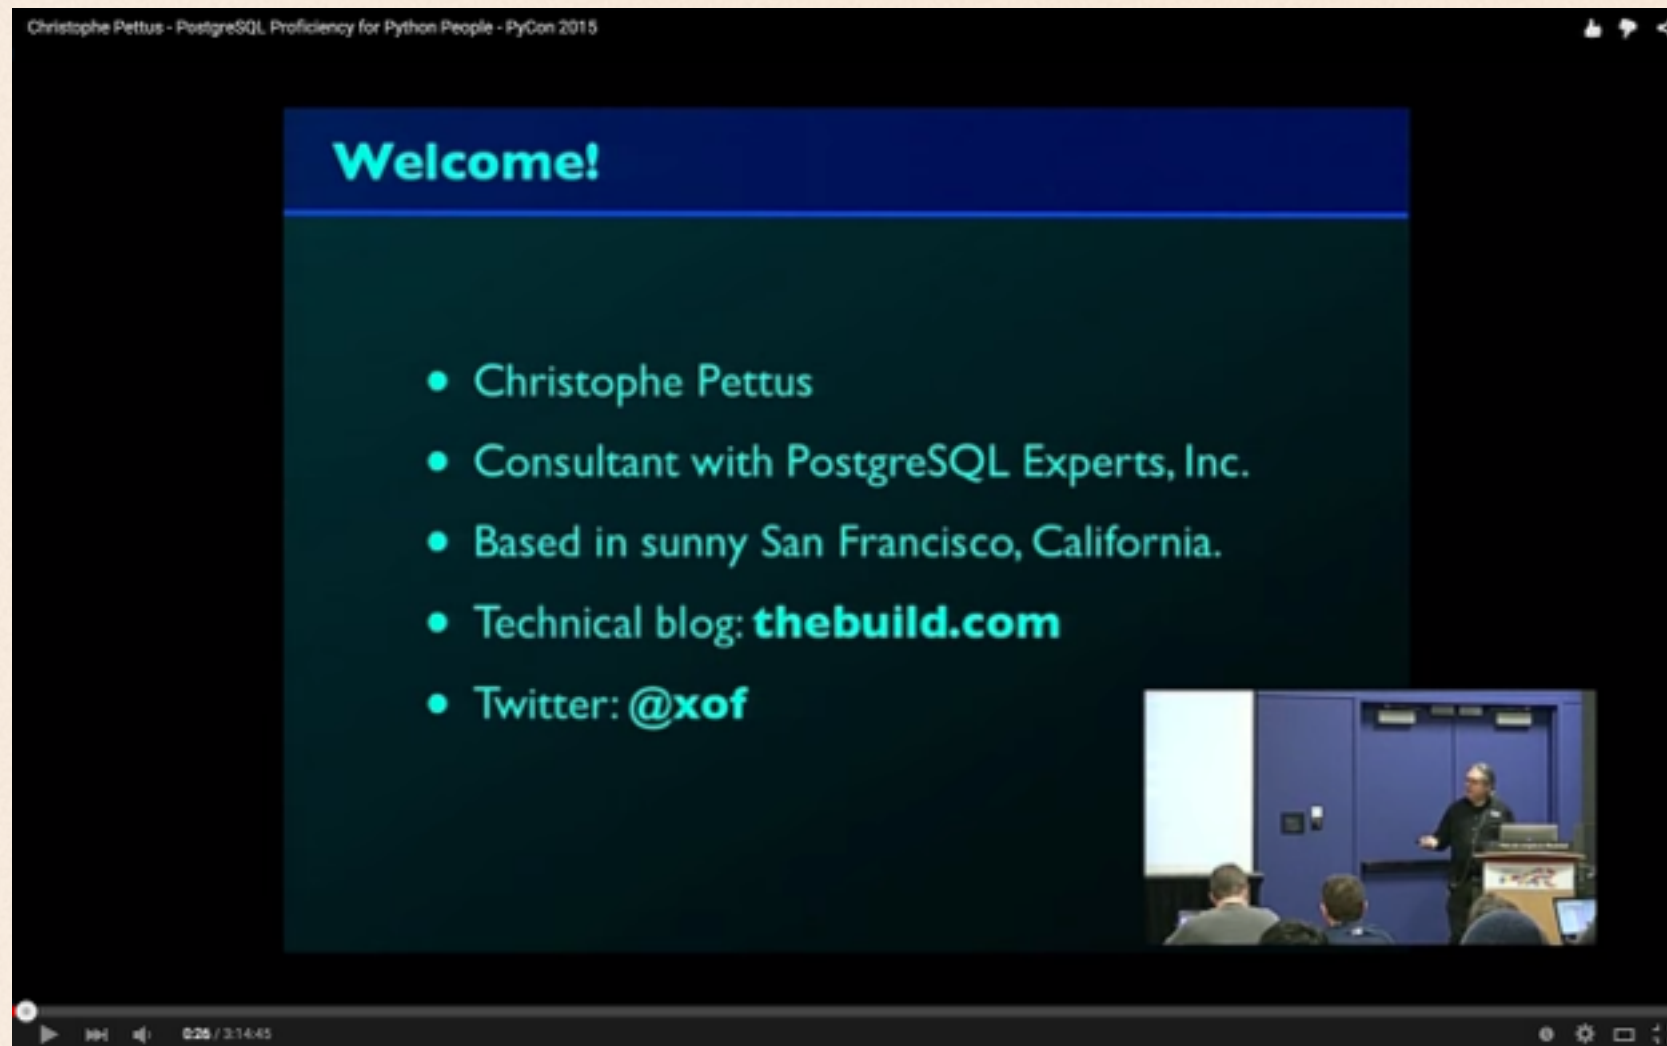 Christophe Pettus - PostgreSQL Proficiency for Python People - PyCon 2015
Welcome!
• Christophe Pettus
• Consultant with PostgreSQL Experts, Inc.
• Based in sunny San Francisco, California.
• Technical blog: thebuild.com
• Twitter: @xof
0:26 / 3:14:45